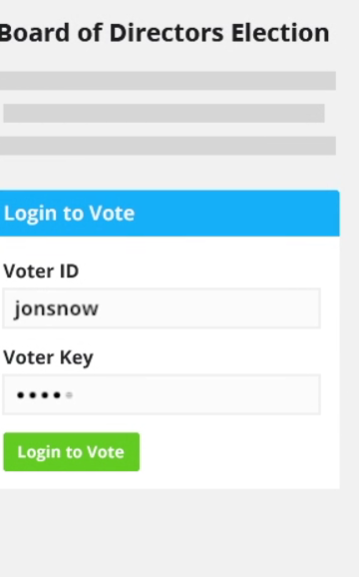 Board of Directors Election
Login to Vote
Voter ID
jonsnow
Voter Key
•••••
Login to Vote